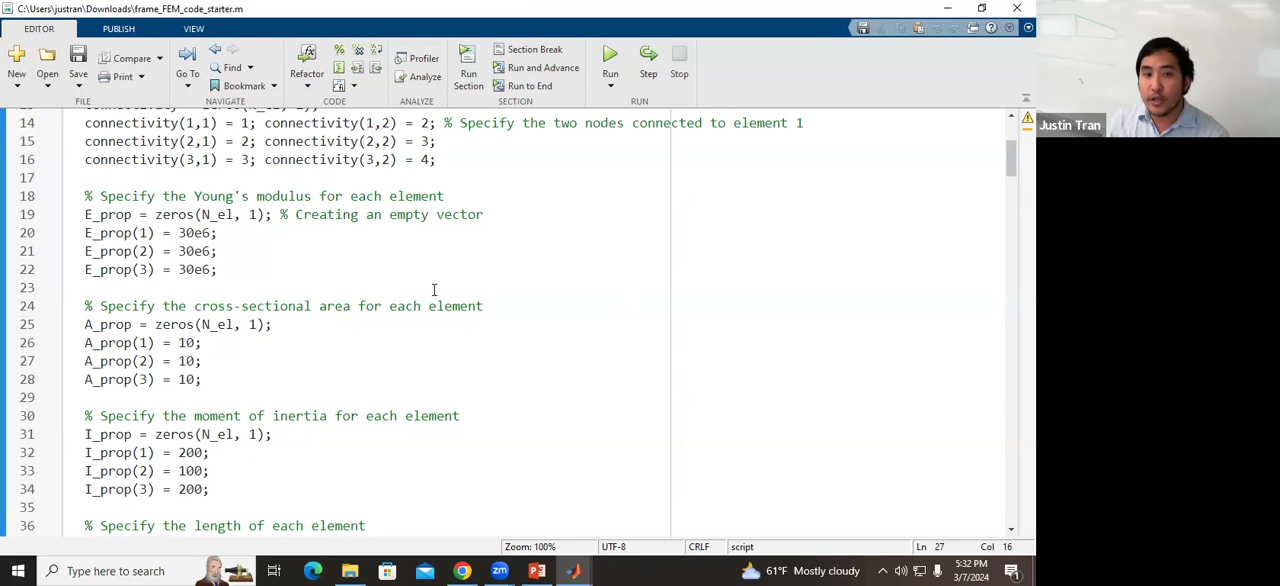 C:\Users\justran\Downloads\frame_FEM_code_starter.m
EDITOR PUBLISH VIEW
New Open Save Compare Print Go To Find Bookmark Refactor Profiler Analyze Run Section Section Break Run and Advance Run to End Run Step Stop
FILE NAVIGATE CODE ANALYZE SECTION RUN
14 connectivity(1,1) = 1; connectivity(1,2) = 2; % Specify the two nodes connected to element 1
15 connectivity(2,1) = 2; connectivity(2,2) = 3;
16 connectivity(3,1) = 3; connectivity(3,2) = 4;
17
18 % Specify the Young's modulus for each element
19 E_prop = zeros(N_el, 1); % Creating an empty vector
20 E_prop(1) = 30e6;
21 E_prop(2) = 30e6;
22 E_prop(3) = 30e6;
23
24 % Specify the cross-sectional area for each element
25 A_prop = zeros(N_el, 1);
26 A_prop(1) = 10;
27 A_prop(2) = 10;
28 A_prop(3) = 10;
29
30 % Specify the moment of inertia for each element
31 I_prop = zeros(N_el, 1);
32 I_prop(1) = 200;
33 I_prop(2) = 100;
34 I_prop(3) = 200;
35
36 % Specify the length of each element
Zoom: 100% UTF-8 CRLF script Ln 27 Col 16
Justin Tran
Type here to search
61°F Mostly cloudy
5:32 PM
3/7/2024